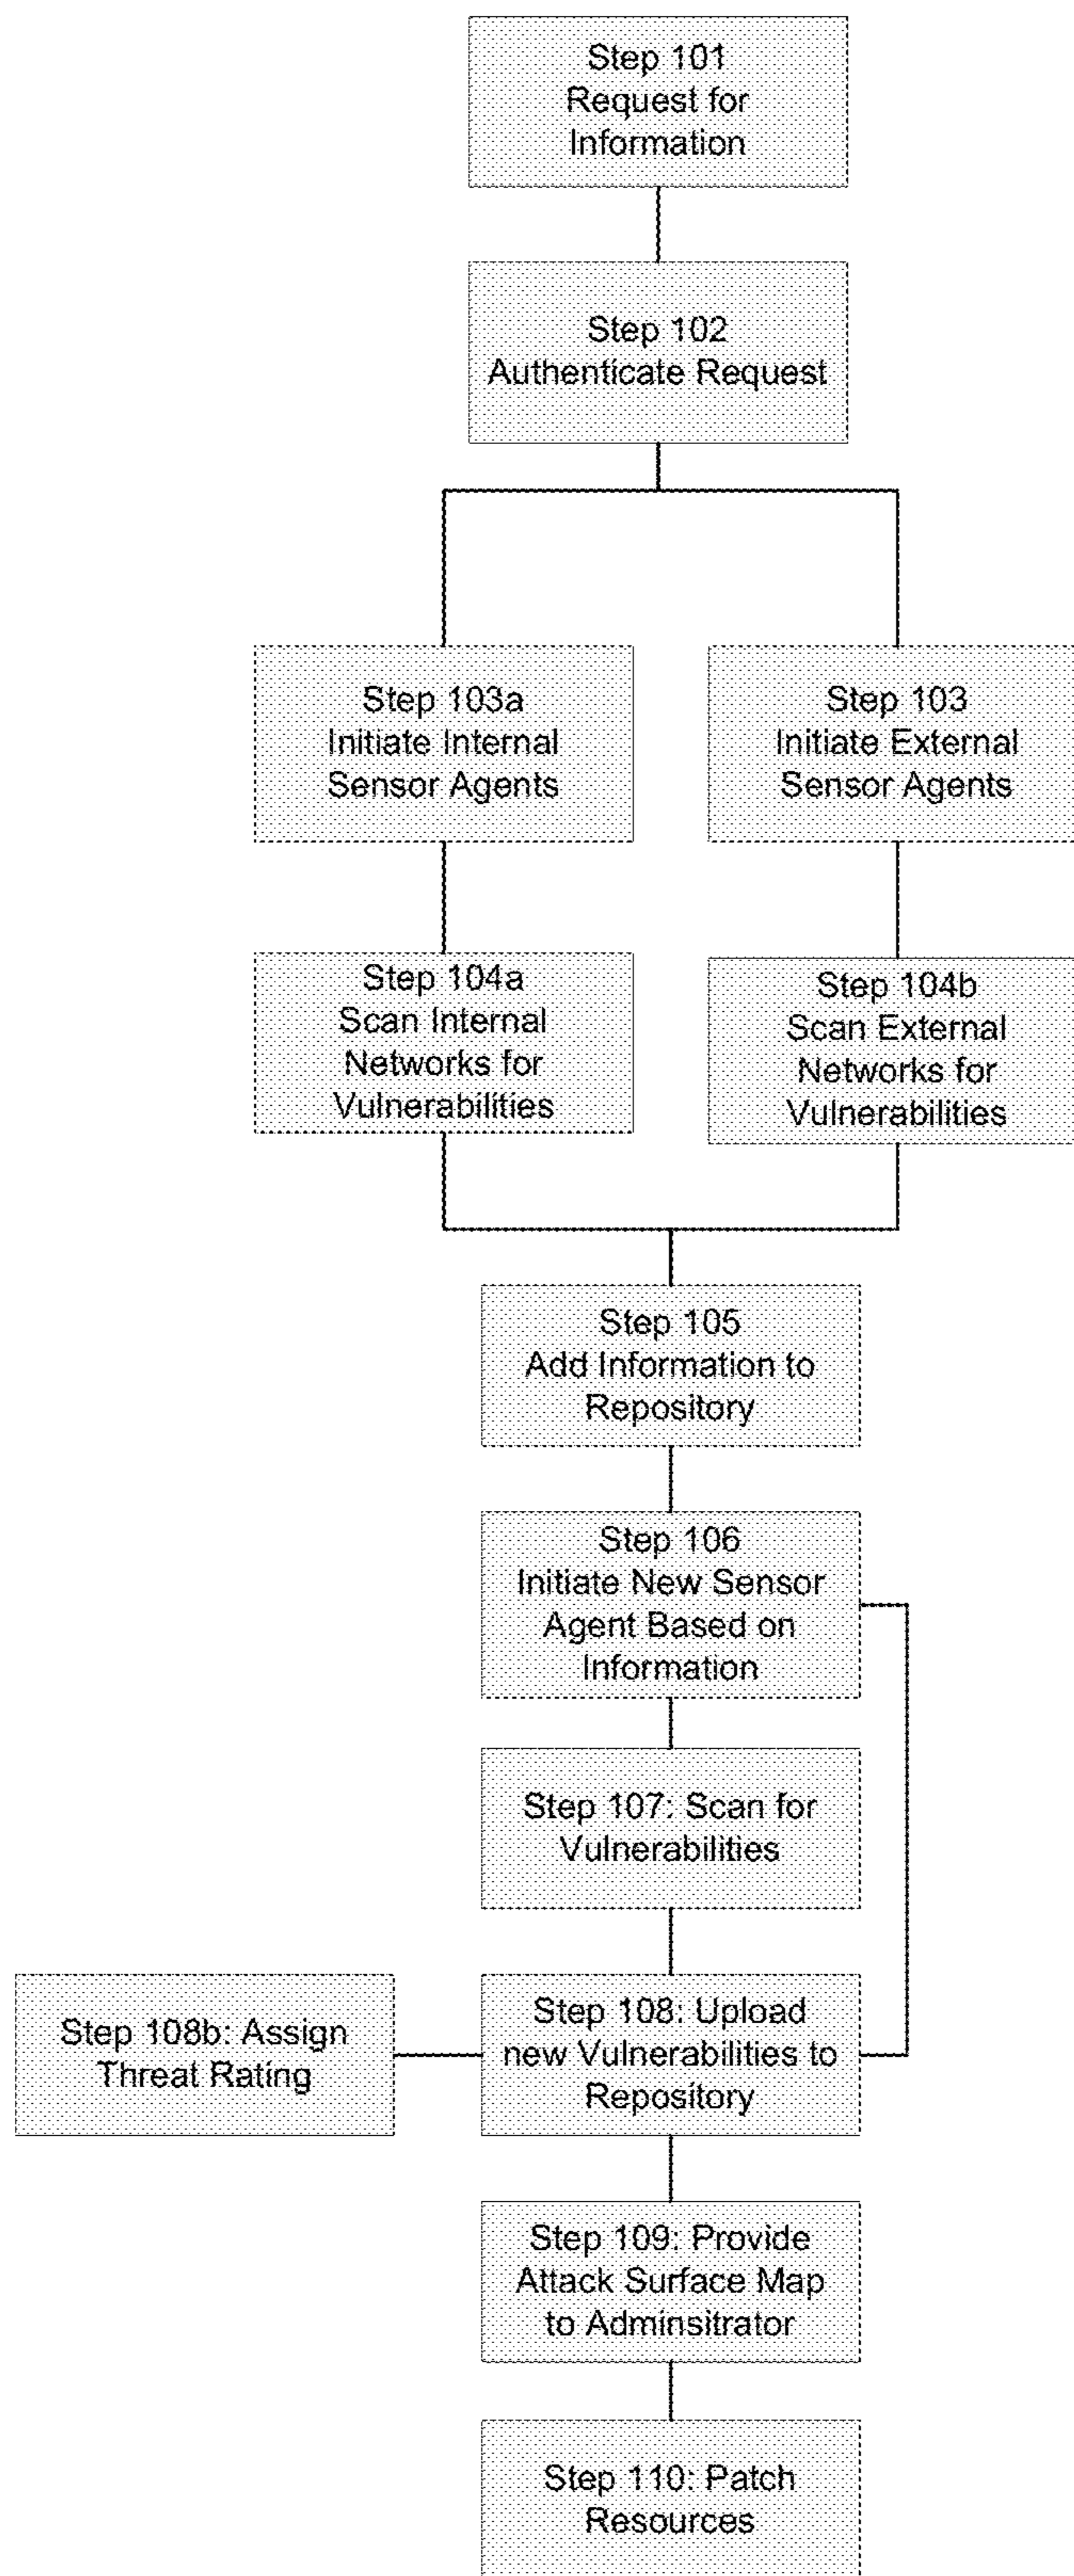 Step 101
Request for
Information
Step 102
Authenticate Request
Step 103a
Initiate Internal
Sensor Agents
Step 103
Initiate External
Sensor Agents
Step 104a
Scan Internal
Networks for
Vulnerabilities
Step 104b
Scan External
Networks for
Vulnerabilities
Step 105
Add Information to
Repository
Step 106
Initiate New Sensor
Agent Based on
Information
Step 107: Scan for
Vulnerabilities
Step 108b: Assign
Threat Rating
Step 108: Upload
new Vulnerabilities to
Repository
Step 109: Provide
Attack Surface Map
to Adminsitrator
Step 110: Patch
Resources